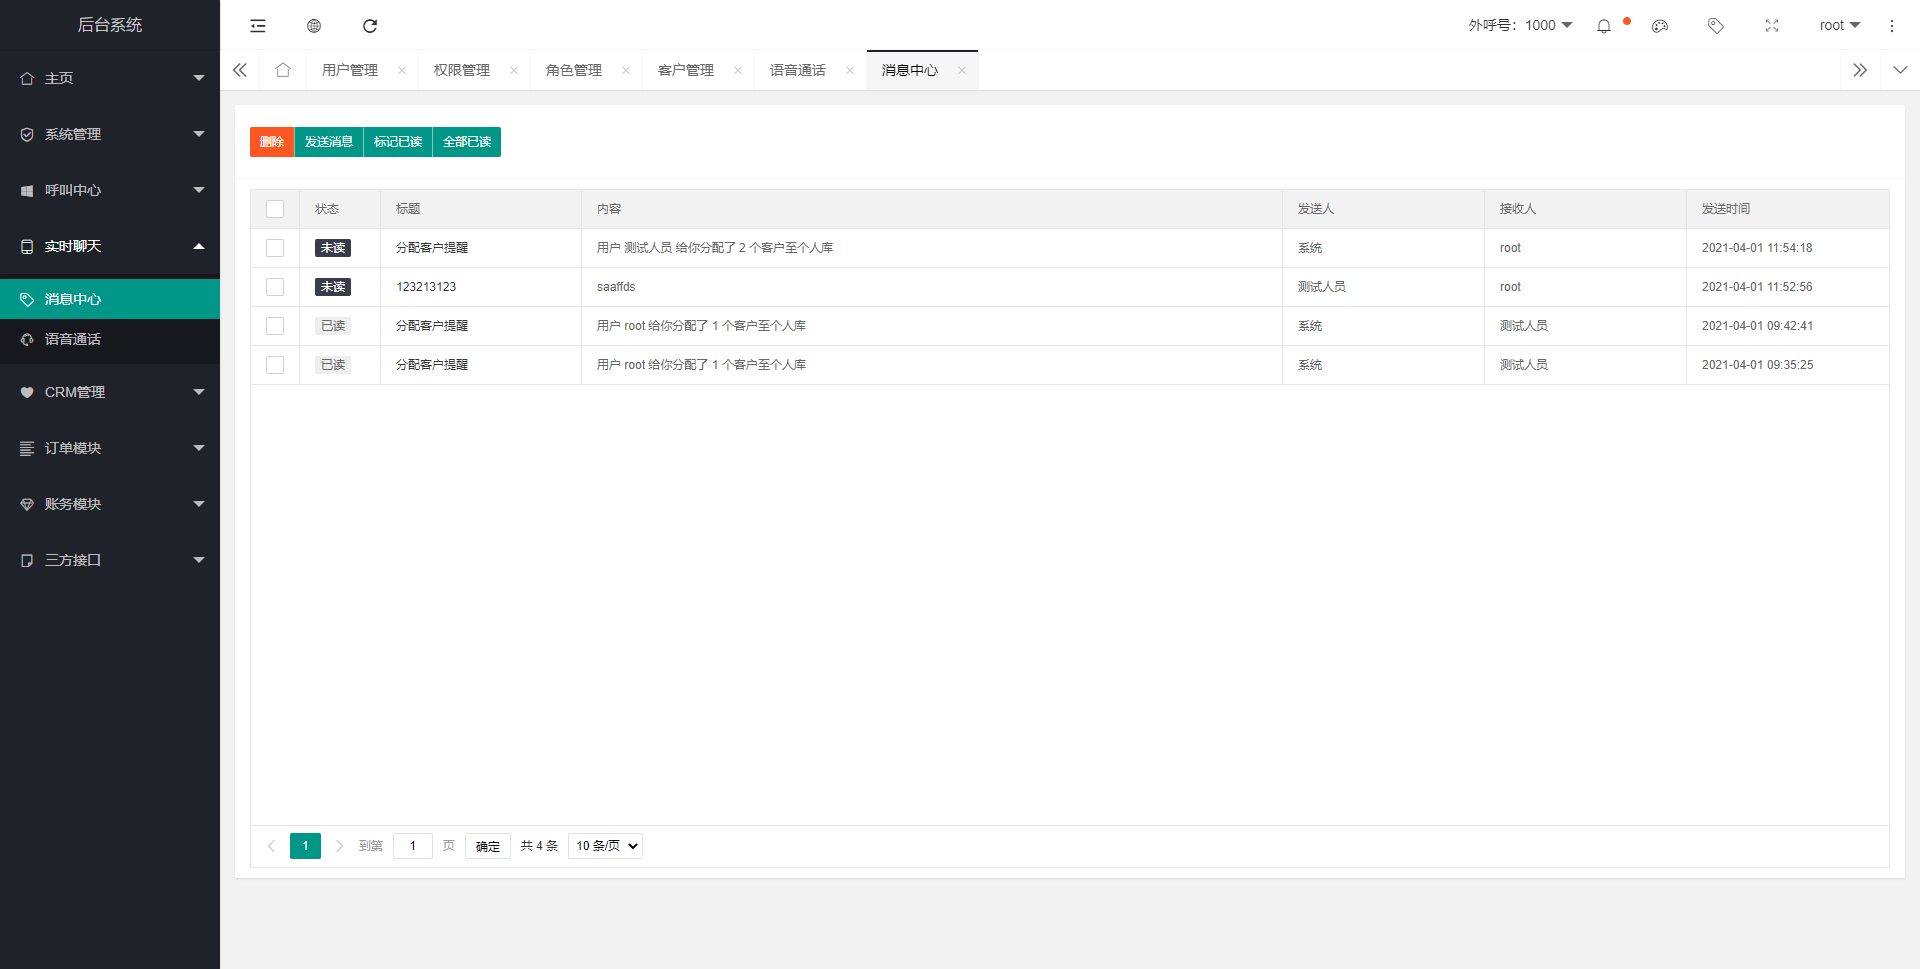 后台系统
外呼号：1000
root
主页
系统管理
呼叫中心
实时聊天
消息中心
语音通话
CRM管理
订单模块
账务模块
三方接口
用户管理
权限管理
角色管理
客户管理
语音通话
消息中心
删除 发送消息 标记已读 全部已读
状态 标题 内容 发送人 接收人 发送时间
未读 分配客户提醒 用户 测试人员 给你分配了 2 个客户至个人库 系统 root 2021-04-01 11:54:18
未读 123213123 saaffds 测试人员 root 2021-04-01 11:52:56
已读 分配客户提醒 用户 root 给你分配了 1 个客户至个人库 系统 测试人员 2021-04-01 09:42:41
已读 分配客户提醒 用户 root 给你分配了 1 个客户至个人库 系统 测试人员 2021-04-01 09:35:25
1 到第 1 页 确定 共 4 条 10 条/页